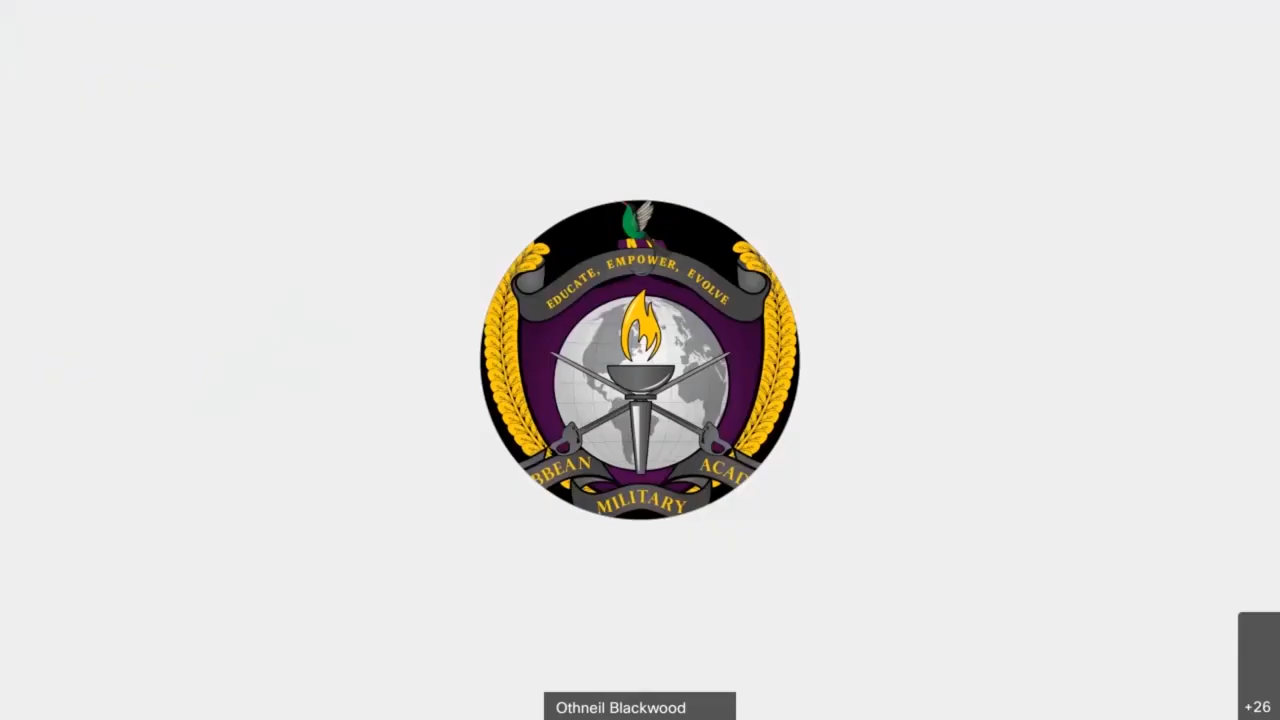 EDUCATE, EMPOWER, EVOLVE
BBEAN
MILITARY
ACAD
Othneil Blackwood
+26